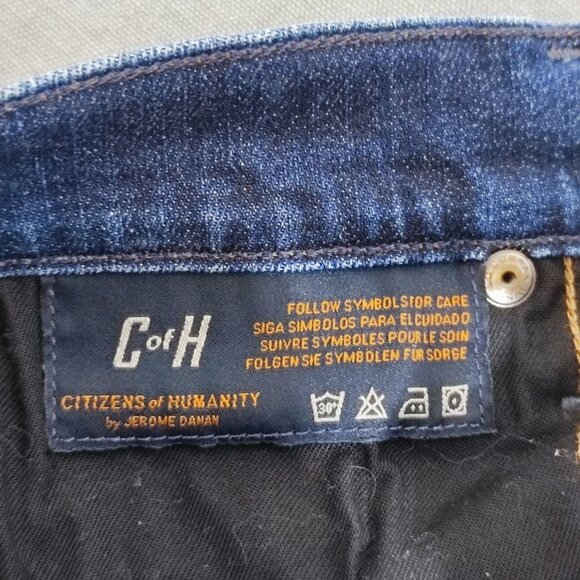 C of H
CITIZENS of HUMANITY
by JEROME DAHAN
FOLLOW SYMBOLS FOR CARE
SIGA SIMBOLOS PARA EL CUIDADO
SUIVRE SYMBOLES POUR LE SOIN
FOLGEN SIE SYMBOLEN FÜR SORGE
30°